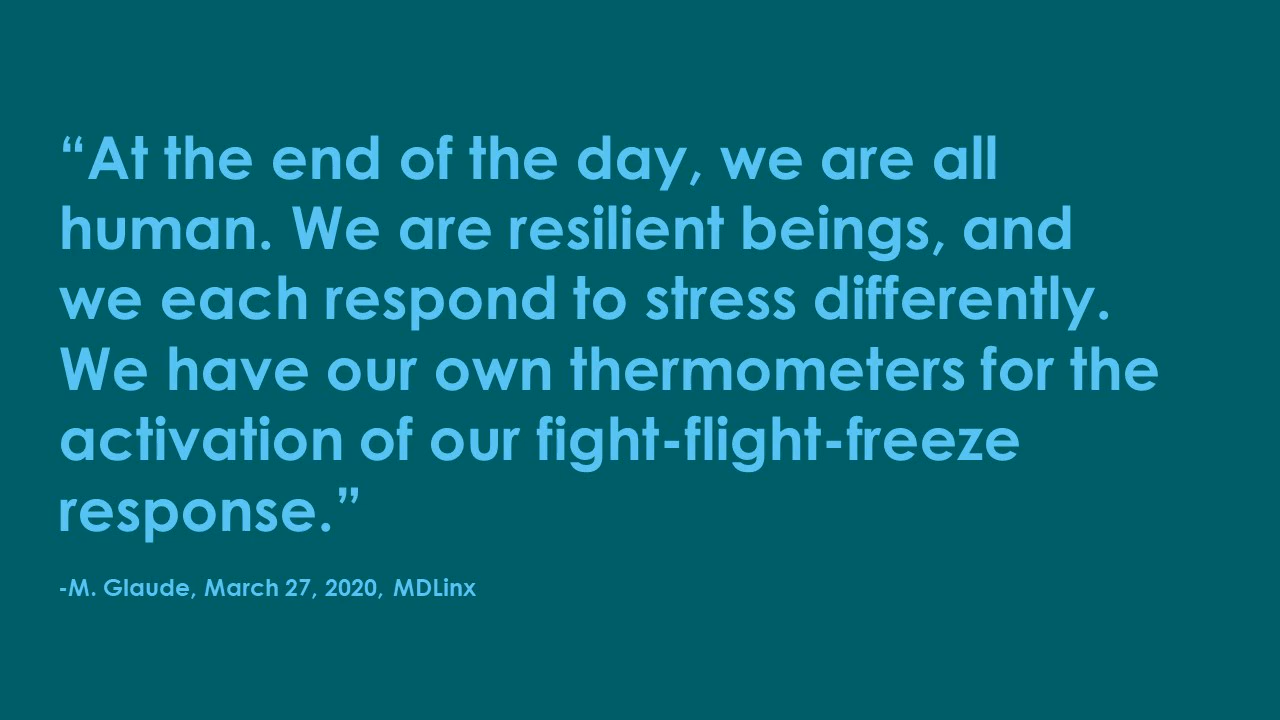 “At the end of the day, we are all
human. We are resilient beings, and
we each respond to stress differently.
We have our own thermometers for the
activation of our fight-flight-freeze
response.”
-M. Glaude, March 27, 2020, MDLinx